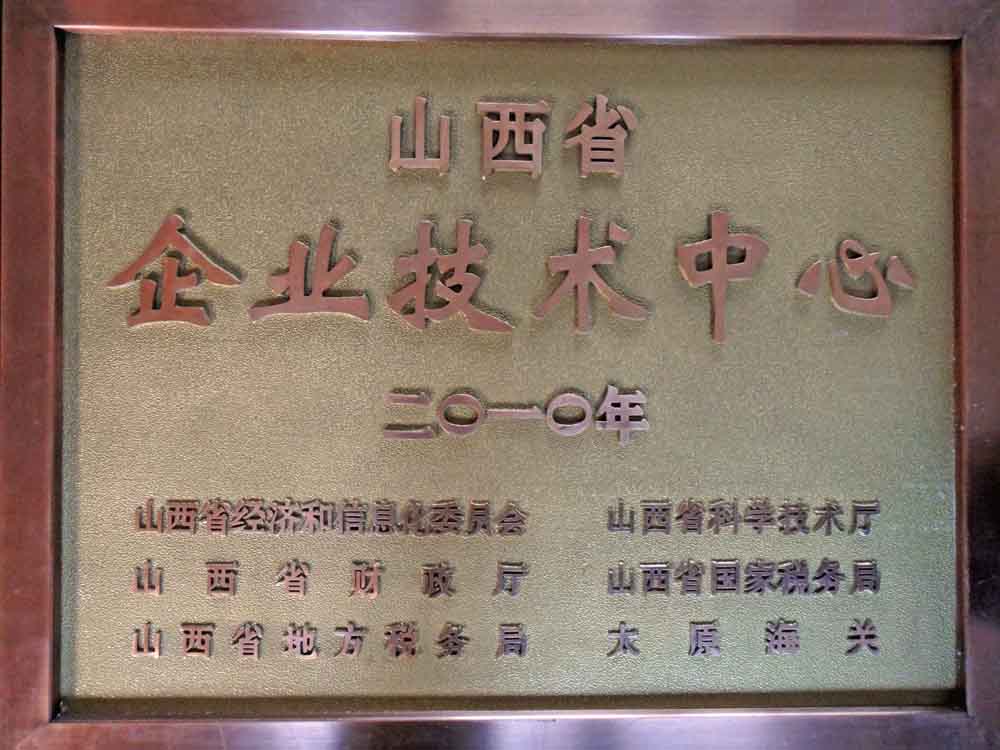 山西省
企业技术中心
二〇一〇年
山西省经济和信息化委员会 山西省科学技术厅
山西省财政厅 山西省国家税务局
山西省地方税务局 太原海关